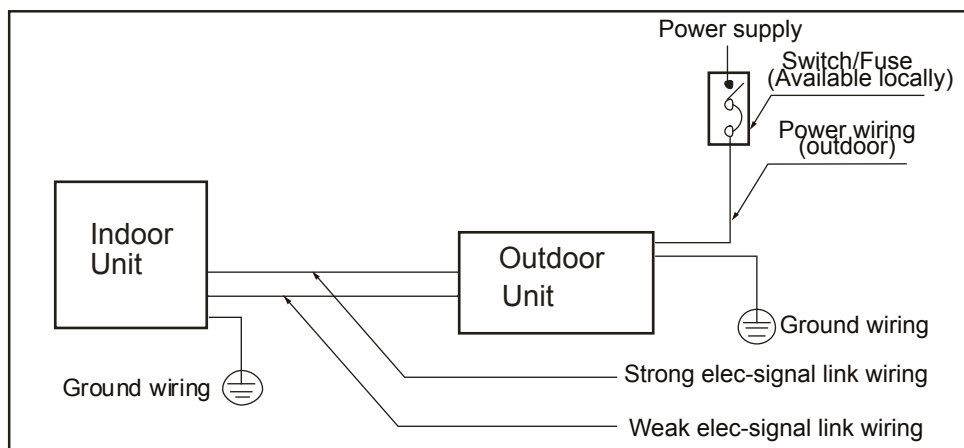 Power supply
Switch/Fuse
(Available locally)
Power wiring
(outdoor)
Indoor
Unit
Outdoor
Unit
Ground wiring
Ground wiring
Strong elec-signal link wiring
Weak elec-signal link wiring